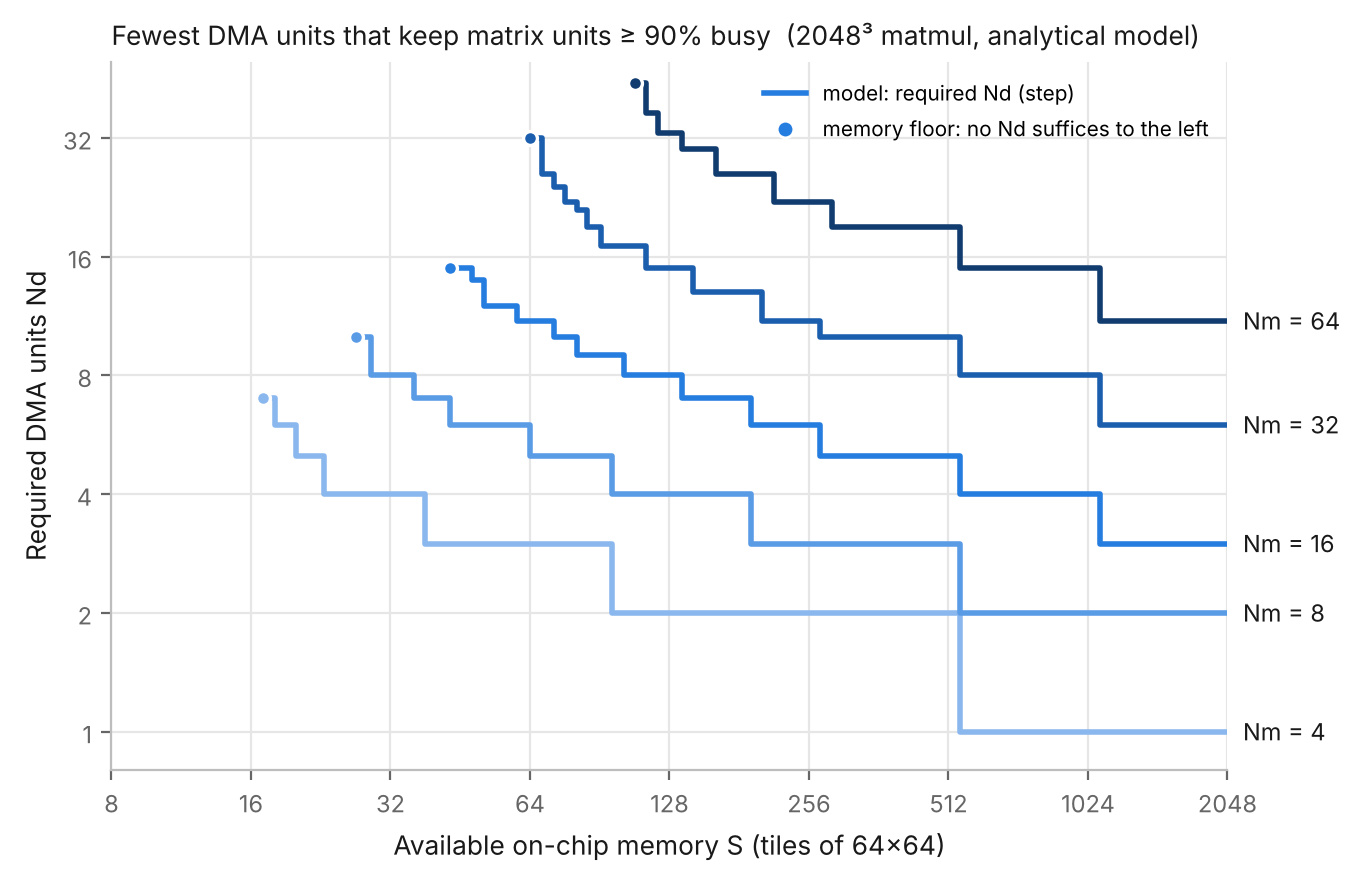 Fewest DMA units that keep matrix units ≥ 90% busy (2048³ matmul, analytical model)
model: required Nd (step)
memory floor: no Nd suffices to the left
Required DMA units Nd
32
16
8
4
2
1
Nm = 64
Nm = 32
Nm = 16
Nm = 8
Nm = 4
8 16 32 64 128 256 512 1024 2048
Available on-chip memory S (tiles of 64×64)